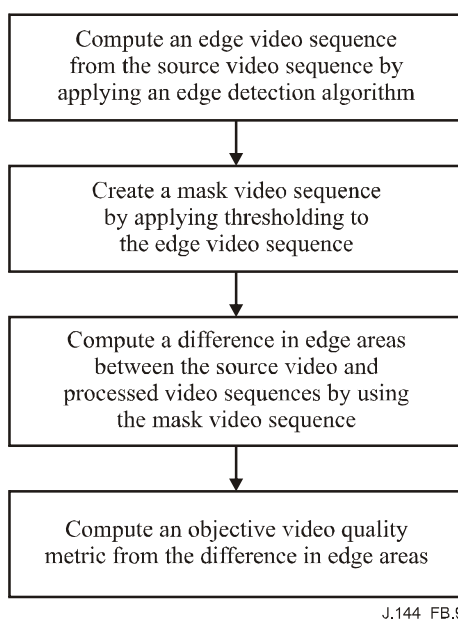 Compute an edge video sequence
from the source video sequence by
applying an edge detection algorithm
Create a mask video sequence
by applying thresholding to
the edge video sequence
Compute a difference in edge areas
between the source video and
processed video sequences by using
the mask video sequence
Compute an objective video quality
metric from the difference in edge areas
J.144 FB.9